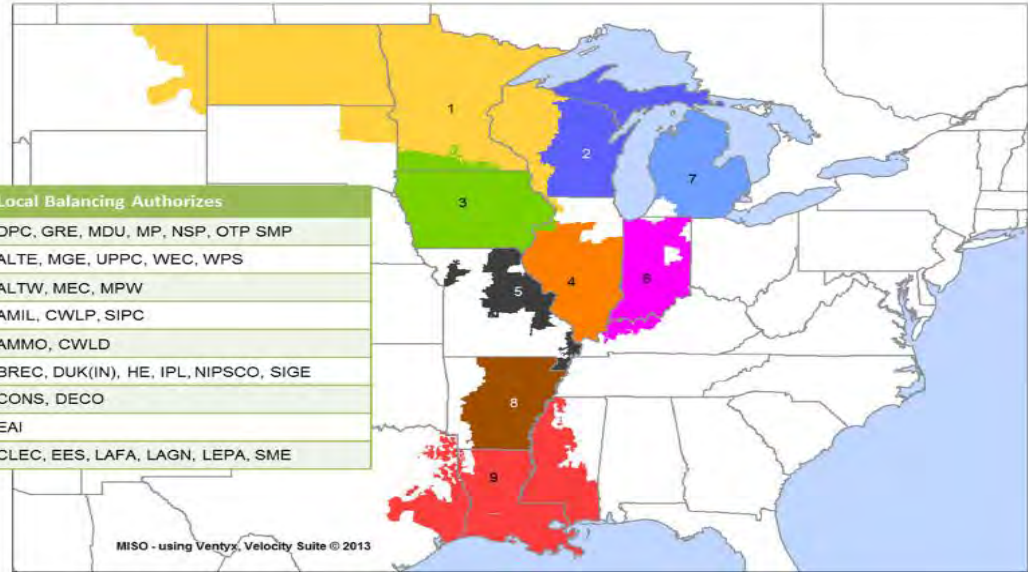 1
2
7
Local Balancing Authorizes
3
DPC, GRE, MDU, MP, NSP, OTP SMP
ALTE, MGE, UPPC, WEC, WPS
ALTW, MEC, MPW
4
6
5
AMIL, CWLP, SIPC
AMMO, CWLD
BREC, DUK(IN), HE, IPL, NIPSCO, SIGE
CONS, DECO
8
EAI
CLEC, EES, LAFA, LAGN, LEPA, SME
9
MISO - using Ventyx, Velocity Suite © 2013